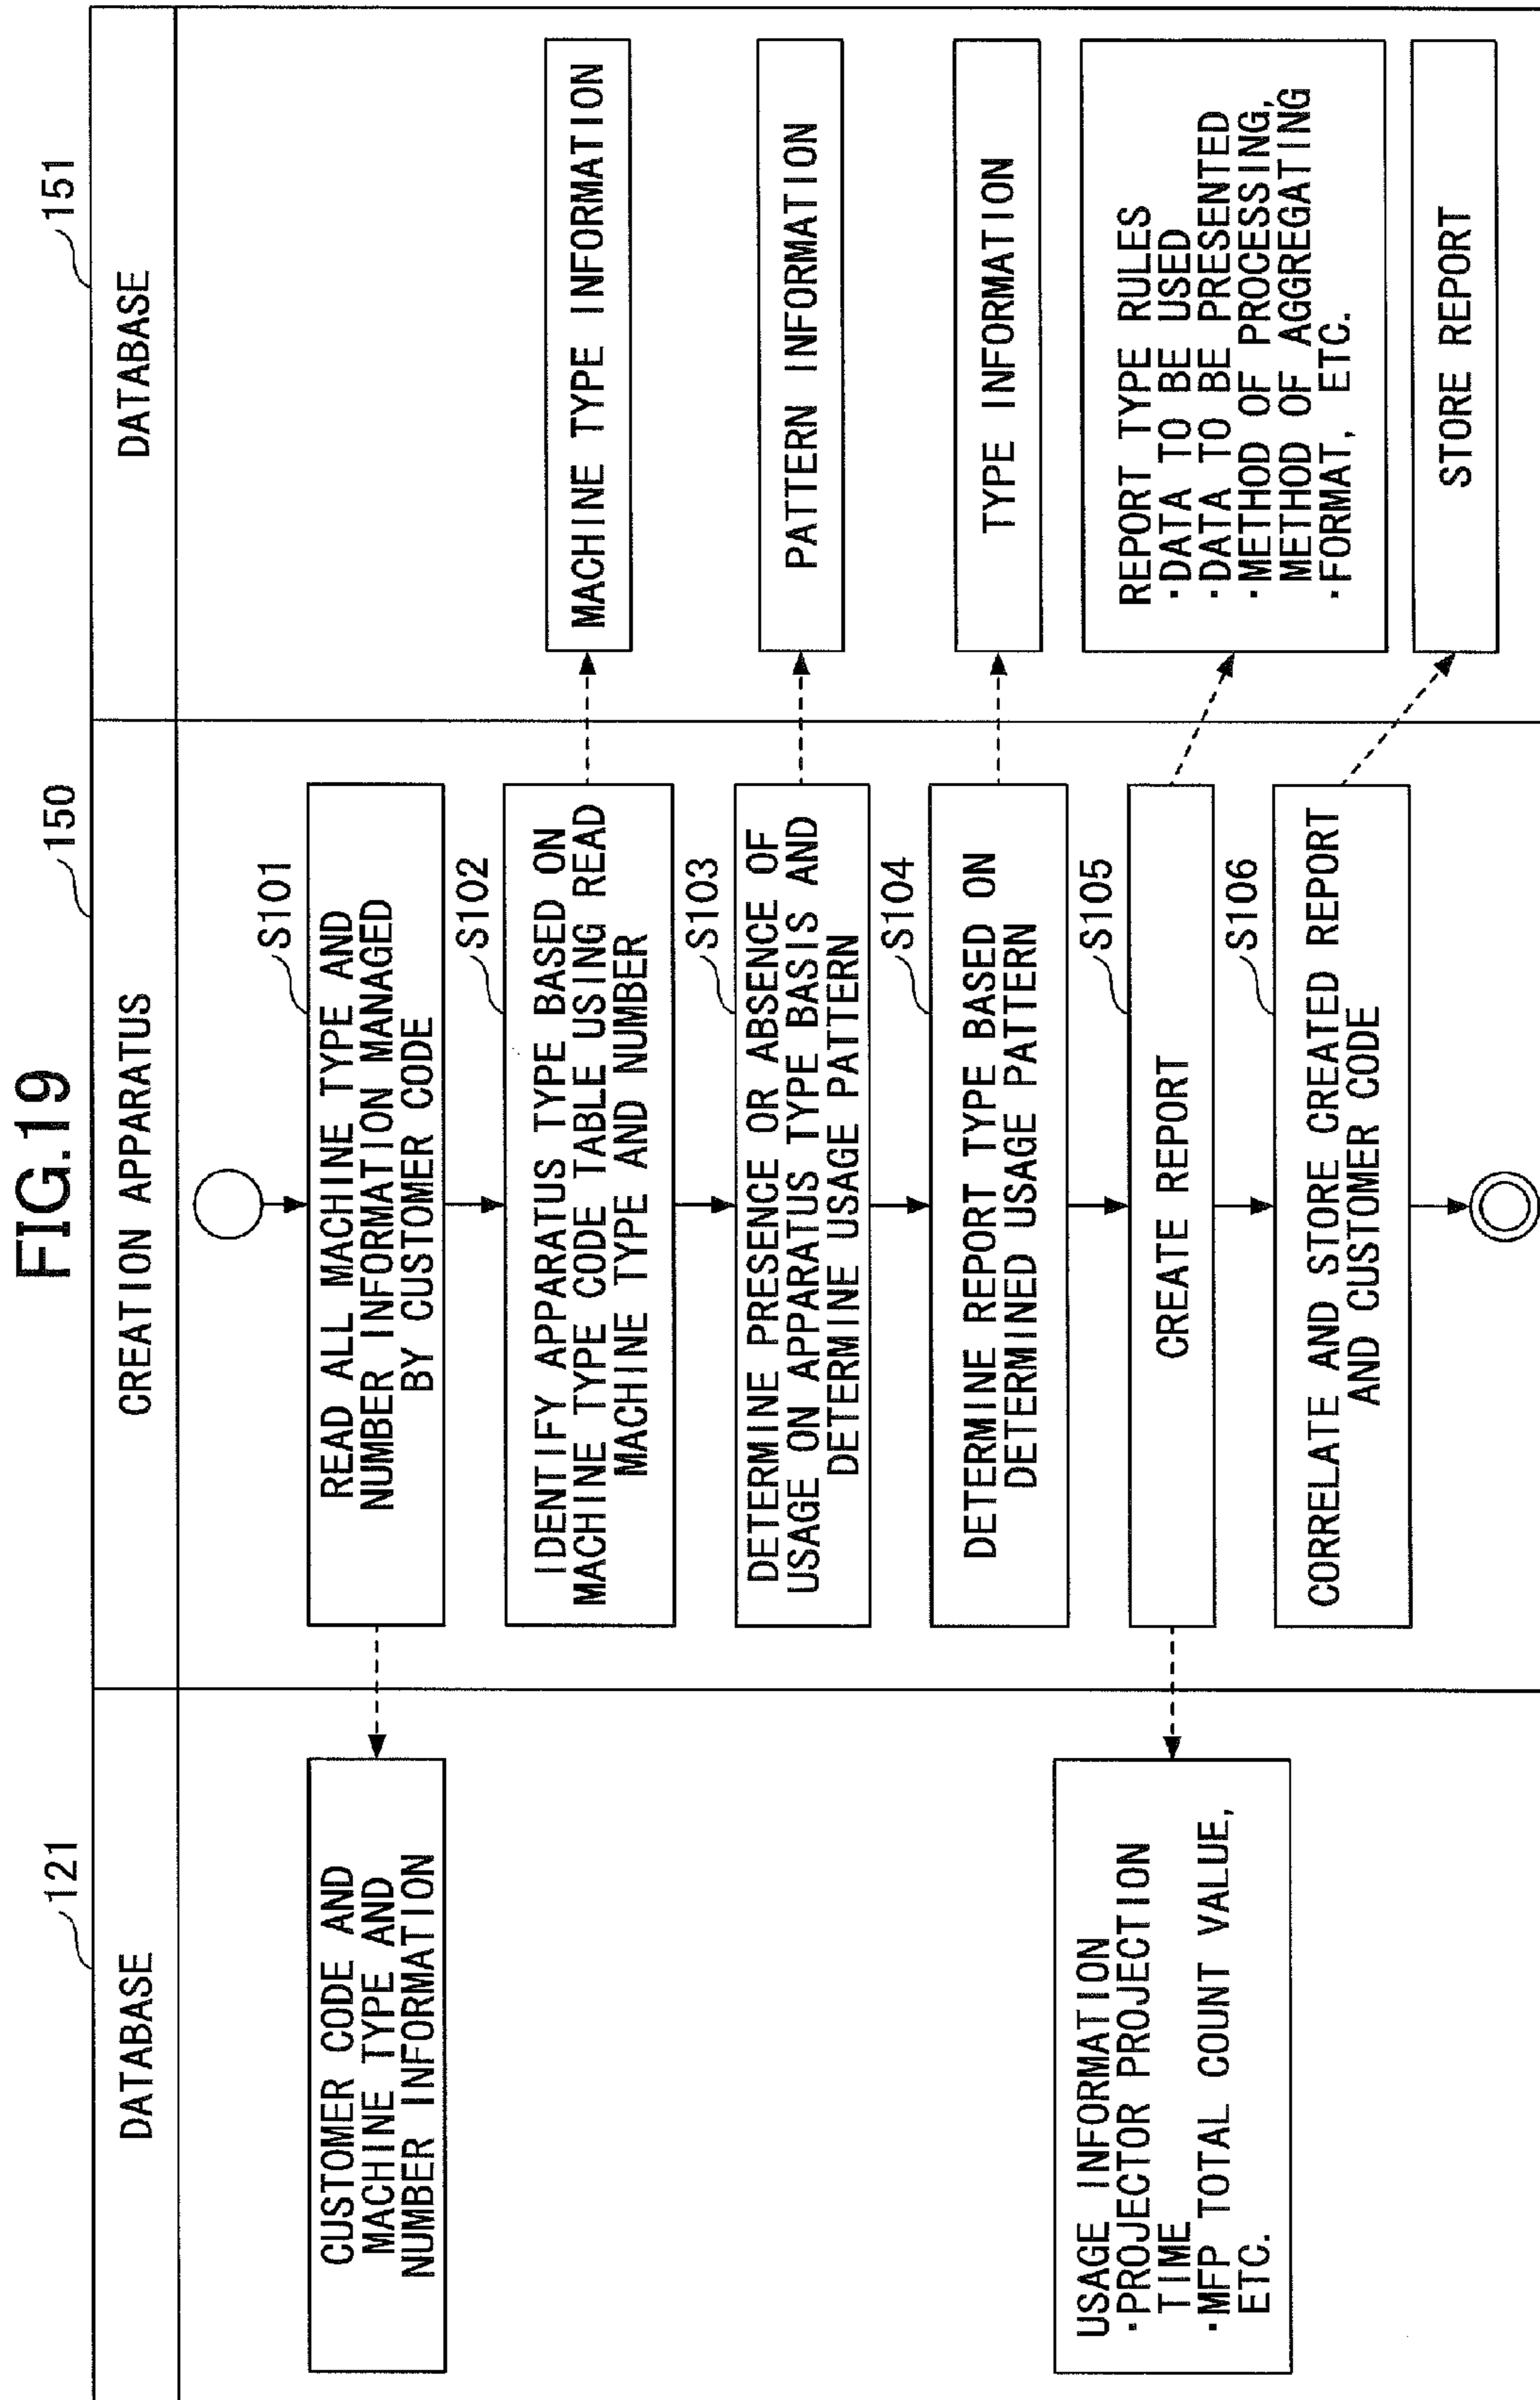 FIG.19
121
150
151
DATABASE
CREATION APPARATUS
DATABASE
S101
CUSTOMER CODE AND
MACHINE TYPE AND
NUMBER INFORMATION
READ ALL MACHINE TYPE AND
NUMBER INFORMATION MANAGED
BY CUSTOMER CODE
S102
IDENTIFY APPARATUS TYPE BASED ON
MACHINE TYPE CODE TABLE USING READ
MACHINE TYPE AND NUMBER
MACHINE TYPE INFORMATION
S103
DETERMINE PRESENCE OR ABSENCE OF
USAGE ON APPARATUS TYPE BASIS AND
DETERMINE USAGE PATTERN
PATTERN INFORMATION
S104
DETERMINE REPORT TYPE BASED ON
DETERMINED USAGE PATTERN
TYPE INFORMATION
S105
USAGE INFORMATION
・PROJECTOR PROJECTION
TIME
・MFP TOTAL COUNT VALUE,
ETC.
CREATE REPORT
REPORT TYPE RULES
・DATA TO BE USED
・DATA TO BE PRESENTED
・METHOD OF PROCESSING,
METHOD OF AGGREGATING
・FORMAT, ETC.
S106
CORRELATE AND STORE CREATED REPORT
AND CUSTOMER CODE
STORE REPORT